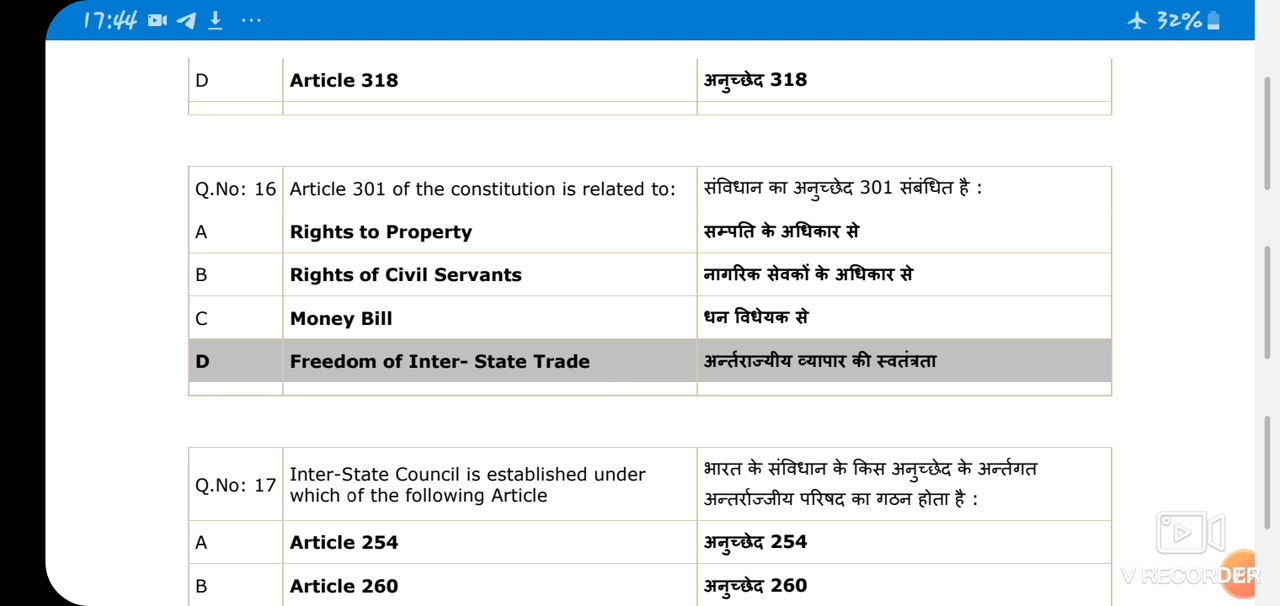 17:44 ... 32%
D Article 318 अनुच्छेद 318
Q.No: 16 Article 301 of the constitution is related to: संविधान का अनुच्छेद 301 संबंधित है :
A Rights to Property सम्पति के अधिकार से
B Rights of Civil Servants नागरिक सेवकों के अधिकार से
C Money Bill धन विधेयक से
D Freedom of Inter- State Trade अर्न्तराज्यीय व्यापार की स्वतंत्रता
Q.No: 17 Inter-State Council is established under which of the following Article भारत के संविधान के किस अनुच्छेद के अर्न्तगत
अन्तर्राज्जीय परिषद का गठन होता है :
A Article 254 अनुच्छेद 254
B Article 260 अनुच्छेद 260
V RECORDER